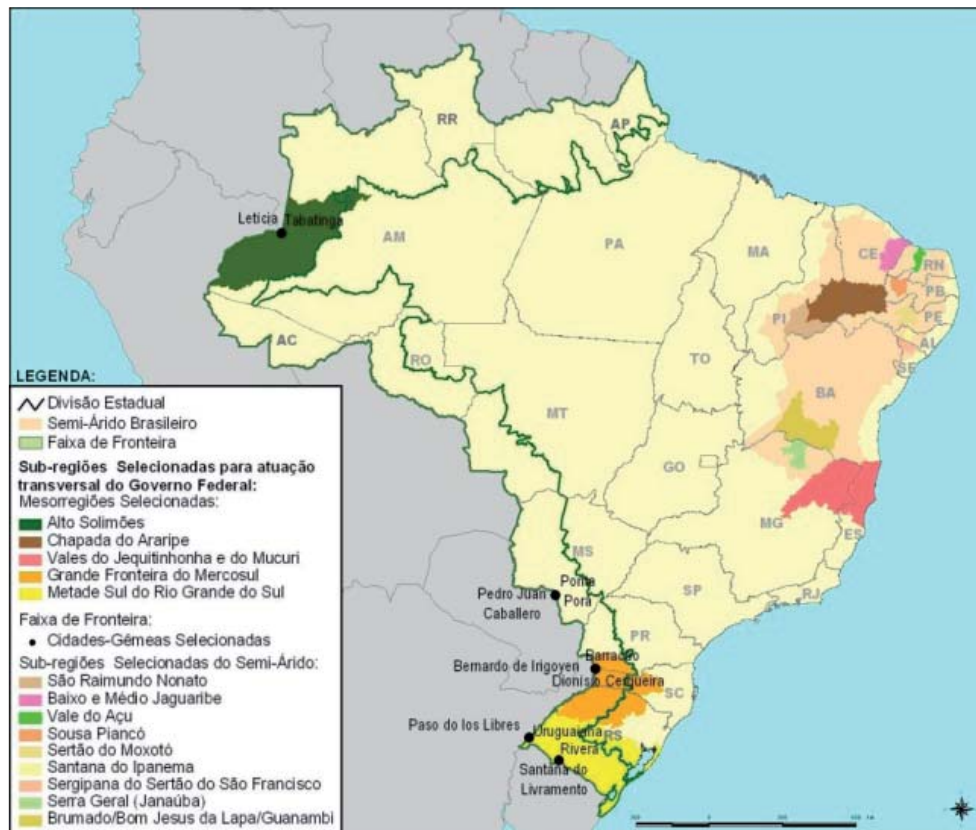 RR
AP
Letícia Tabatinga
AM
PA
MA
CE
RN
PB
PI
PE
AL
SE
AC
RO
TO
BA
MT
GO
MG
ES
MS
SP
RJ
Pedro Juan Caballero
Ponta Porã
PR
Barracão
Bernardo de Irigoyen
Dionísio Cerqueira
SC
Paso do los Libres
Uruguaiana
RS
Rivera
Santana do Livramento
LEGENDA:
Divisão Estadual
Semi-Árido Brasileiro
Faixa de Fronteira
Sub-regiões Selecionadas para atuação
transversal do Governo Federal:
Mesorregiões Selecionadas:
Alto Solimões
Chapada do Araripe
Vales do Jequitinhonha e do Mucuri
Grande Fronteira do Mercosul
Metade Sul do Rio Grande do Sul
Faixa de Fronteira:
Cidades-Gêmeas Selecionadas
Sub-regiões Selecionadas do Semi-Árido:
São Raimundo Nonato
Baixo e Médio Jaguaribe
Vale do Açu
Sousa Piancó
Sertão do Moxotó
Santana do Ipanema
Sergipana do Sertão do São Francisco
Serra Geral (Janaúba)
Brumado/Bom Jesus da Lapa/Guanambi